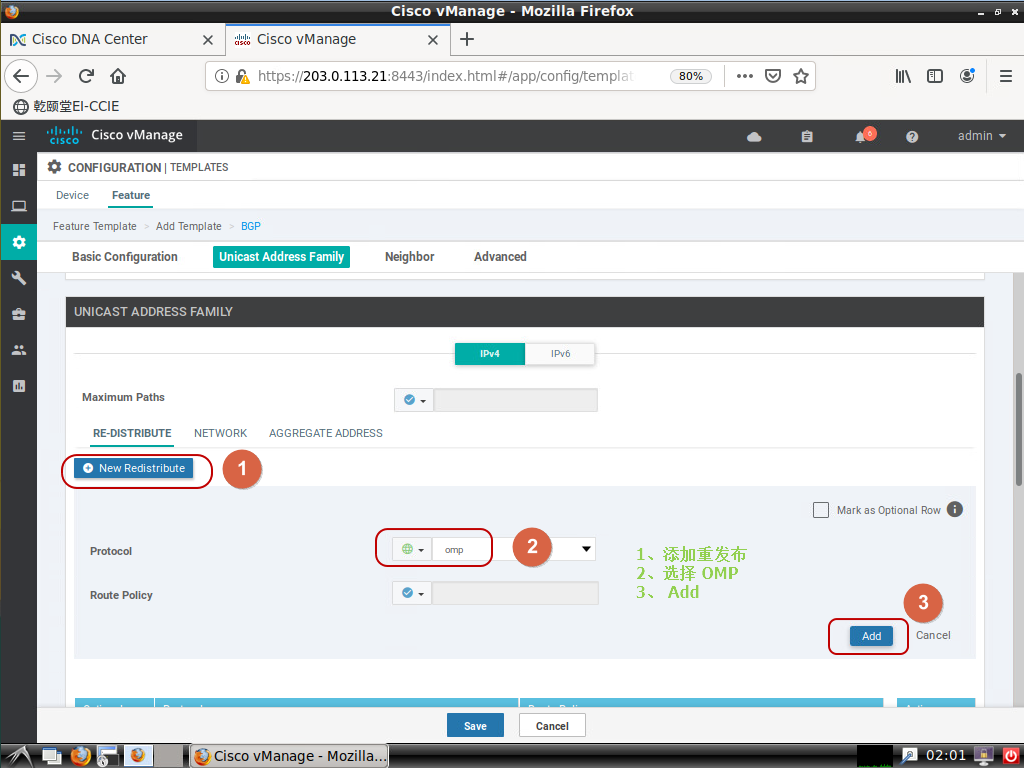 Cisco vManage - Mozilla Firefox
Cisco DNA Center
Cisco vManage
https://203.0.113.21:8443/index.html#/app/config/templat
80%
乾颐堂EI-CCIE
cisco
Cisco vManage
6
admin
CONFIGURATION | TEMPLATES
Device
Feature
Feature Template > Add Template > BGP
Basic Configuration
Unicast Address Family
Neighbor
Advanced
UNICAST ADDRESS FAMILY
IPv4
IPv6
Maximum Paths
RE-DISTRIBUTE
NETWORK
AGGREGATE ADDRESS
New Redistribute
1
Mark as Optional Row
Protocol
omp
2
1、添加重发布
2、选择 OMP
3、 Add
Route Policy
3
Add
Cancel
Save
Cancel
Cisco vManage - Mozilla...
02:01